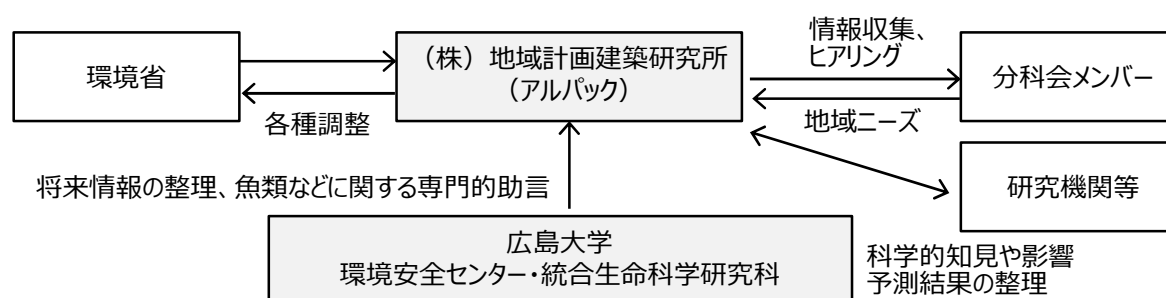 環境省
各種調整
（株）地域計画建築研究所
（アルパック）
情報収集、
ヒアリング
地域ニーズ
分科会メンバー
研究機関等
将来情報の整理、魚類などに関する専門的助言
広島大学
環境安全センター・統合生命科学研究科
科学的知見や影響
予測結果の整理